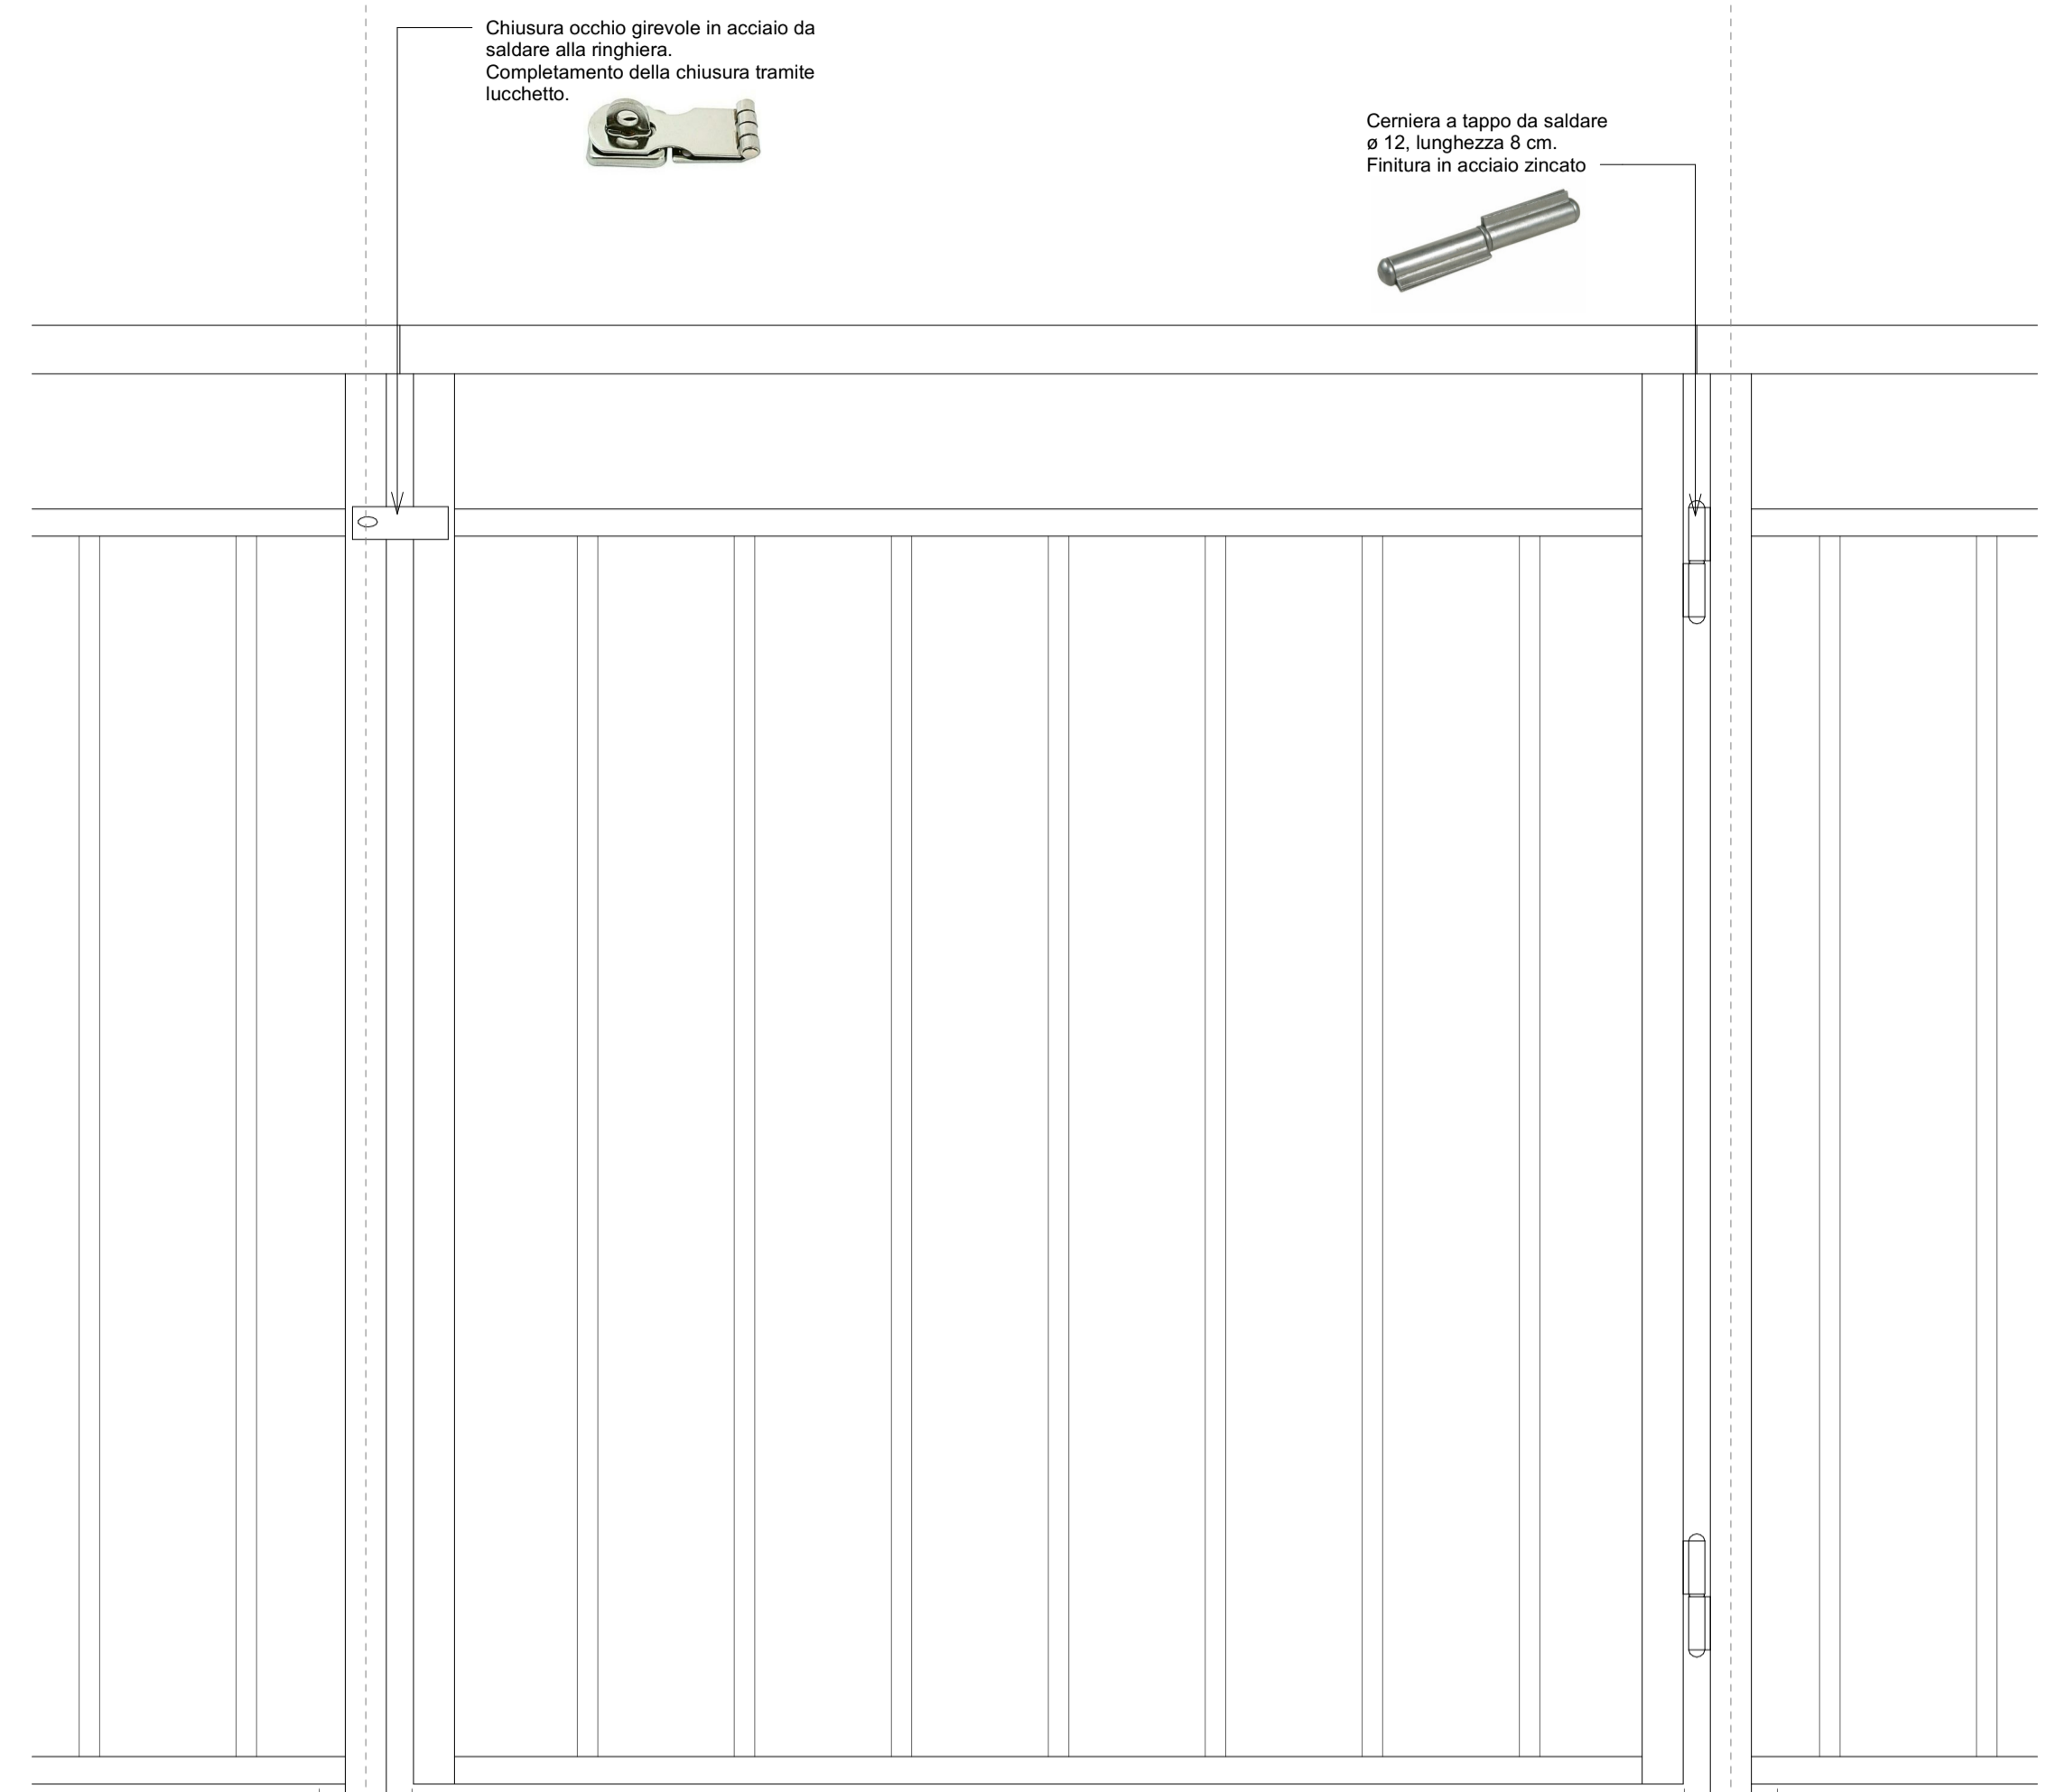 Chiusura occhio girevole in acciaio da
saldare alla ringhiera.
Completamento della chiusura tramite
lucchetto.
Cerniera a tappo da saldare
ø 12, lunghezza 8 cm.
Finitura in acciaio zincato